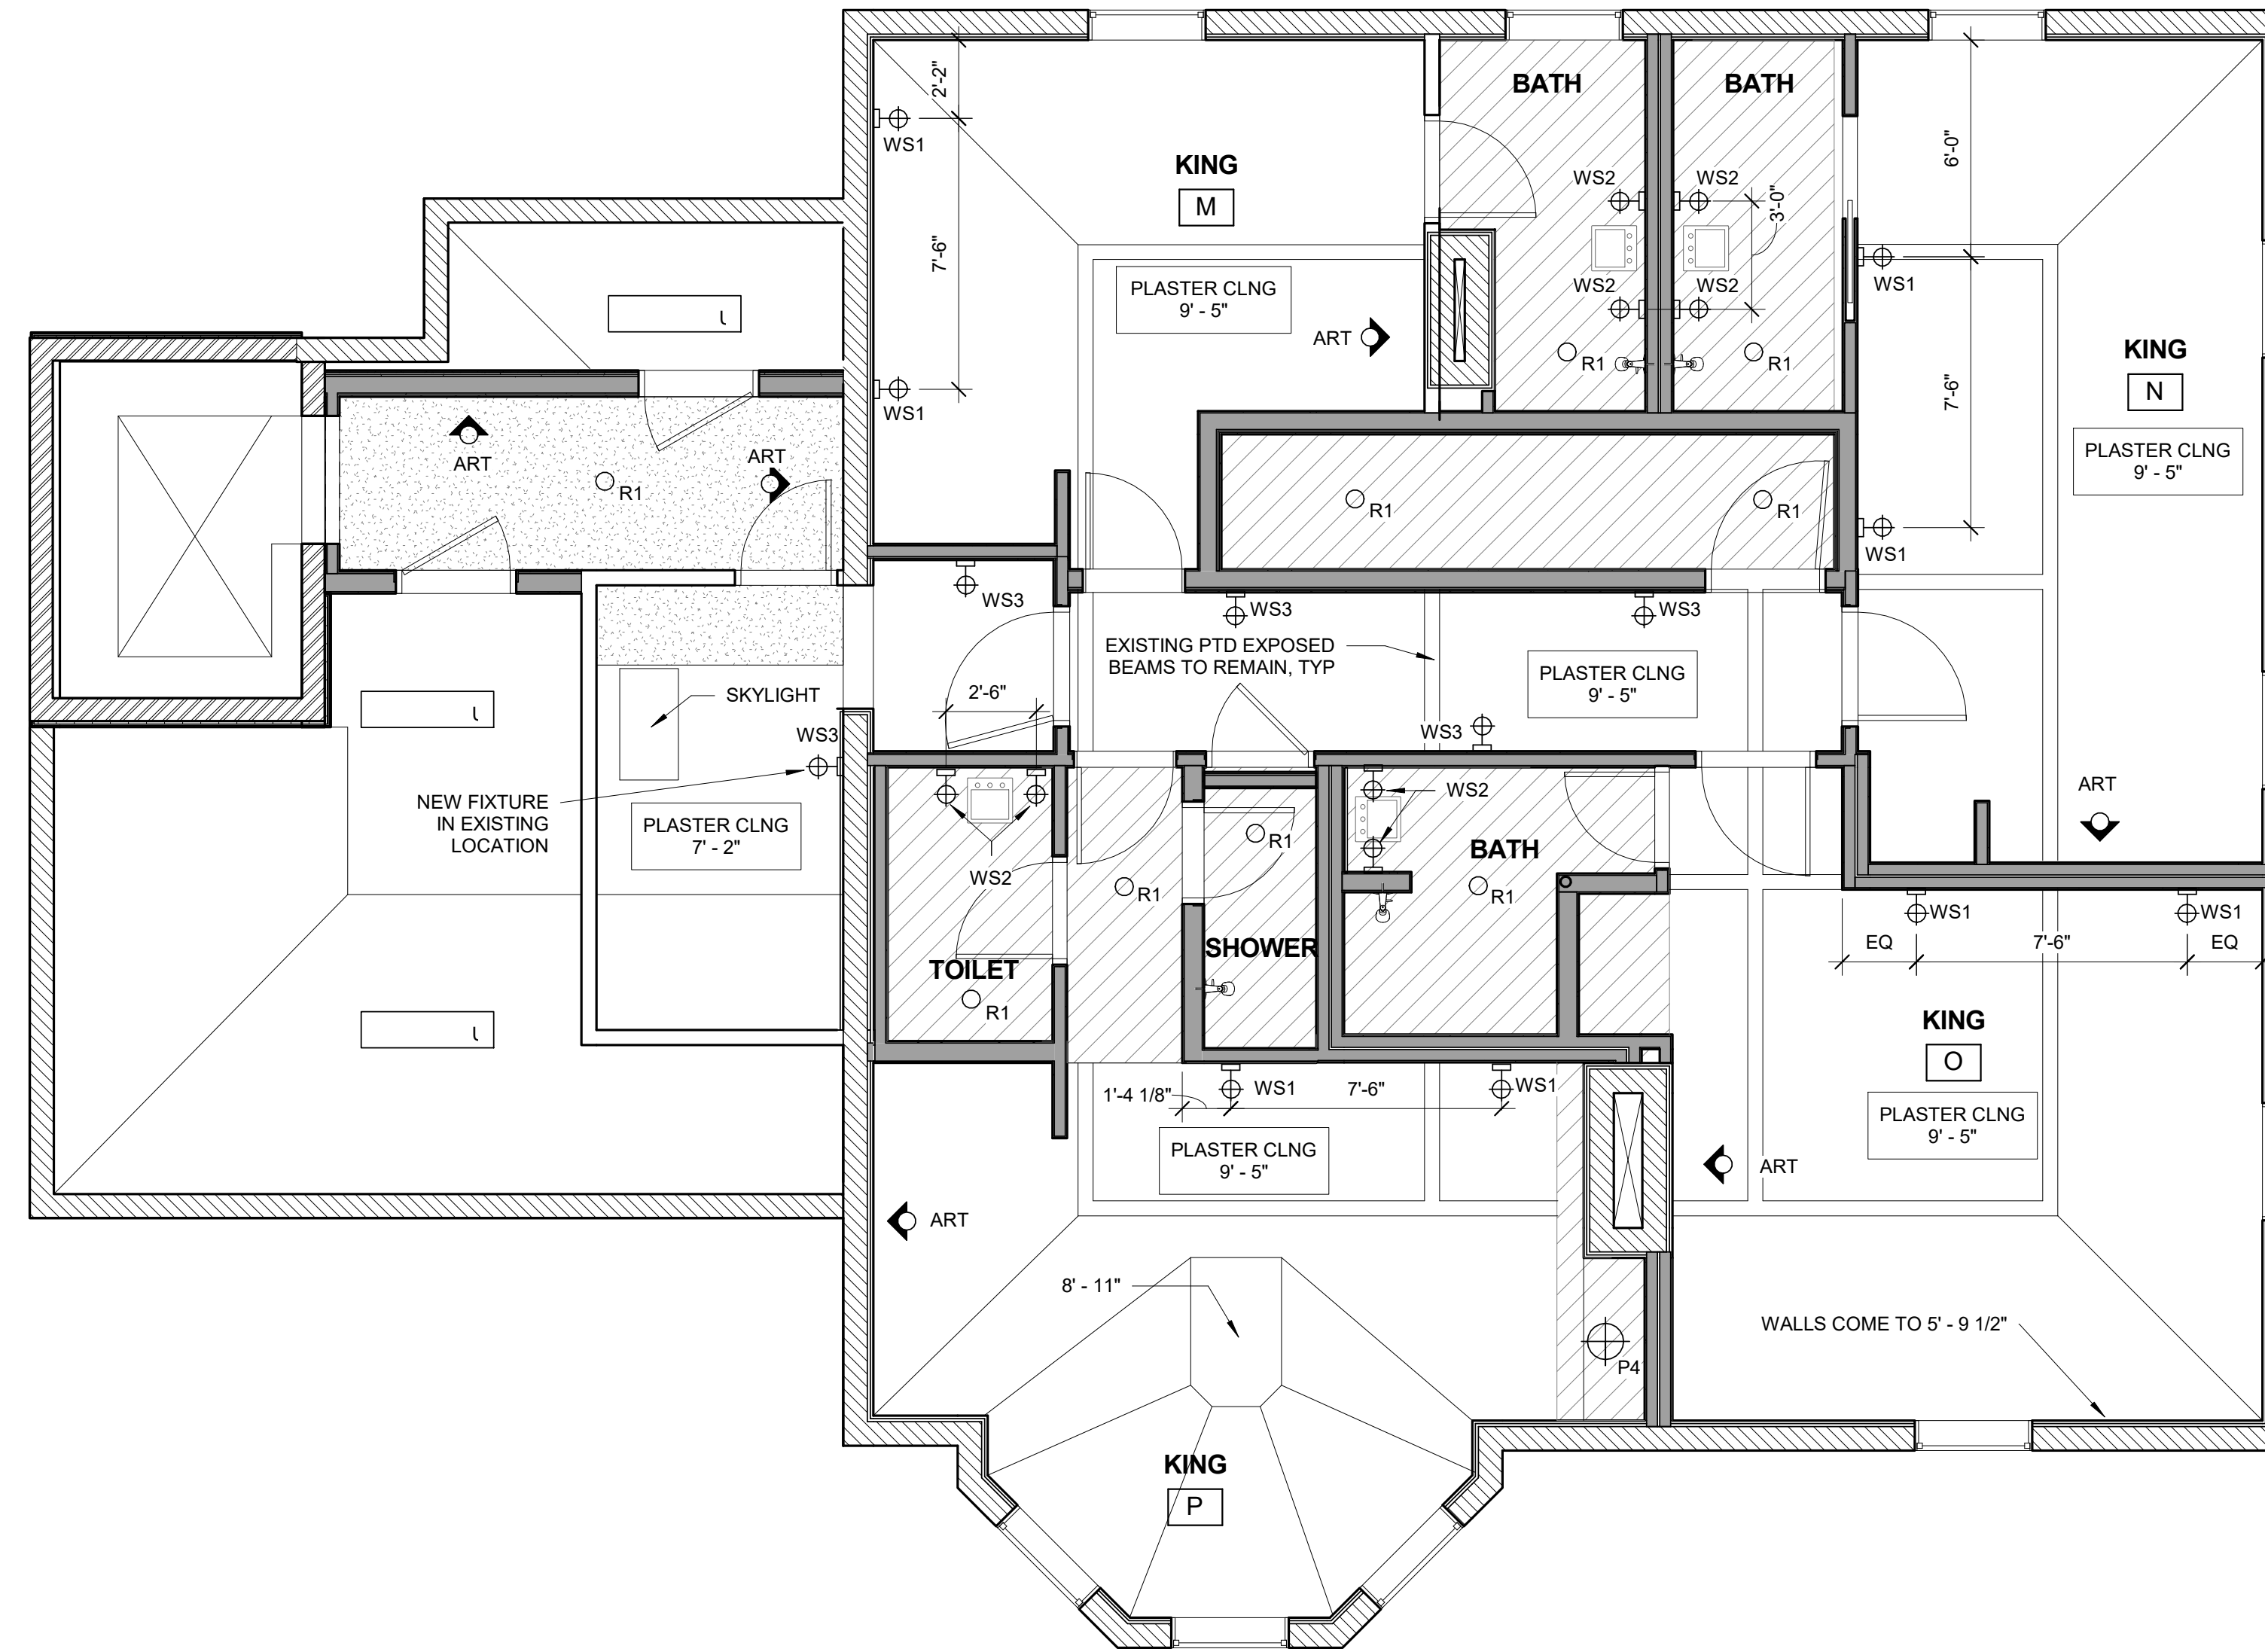 BATH
BATH
2'-2"
WS1
KING
M
6'-0"
WS2
WS2
3'-0"
7'-6"
WS1
PLASTER CLNG
9' - 5"
WS2
WS2
ART
R1
R1
KING
N
7'-6"
WS1
PLASTER CLNG
9' - 5"
ART
ART
R1
R1
R1
WS1
WS3
WS3
WS3
EXISTING PTD EXPOSED
BEAMS TO REMAIN, TYP
PLASTER CLNG
9' - 5"
SKYLIGHT
2'-6"
WS3
WS3
NEW FIXTURE
IN EXISTING
LOCATION
PLASTER CLNG
7' - 2"
WS2
ART
R1
BATH
WS2
R1
R1
WS1
WS1
SHOWER
EQ
7'-6"
EQ
TOILET
R1
KING
O
1'-4 1/8"
WS1
7'-6"
WS1
PLASTER CLNG
9' - 5"
PLASTER CLNG
9' - 5"
ART
ART
8' - 11"
WALLS COME TO 5' - 9 1/2"
P4
KING
P